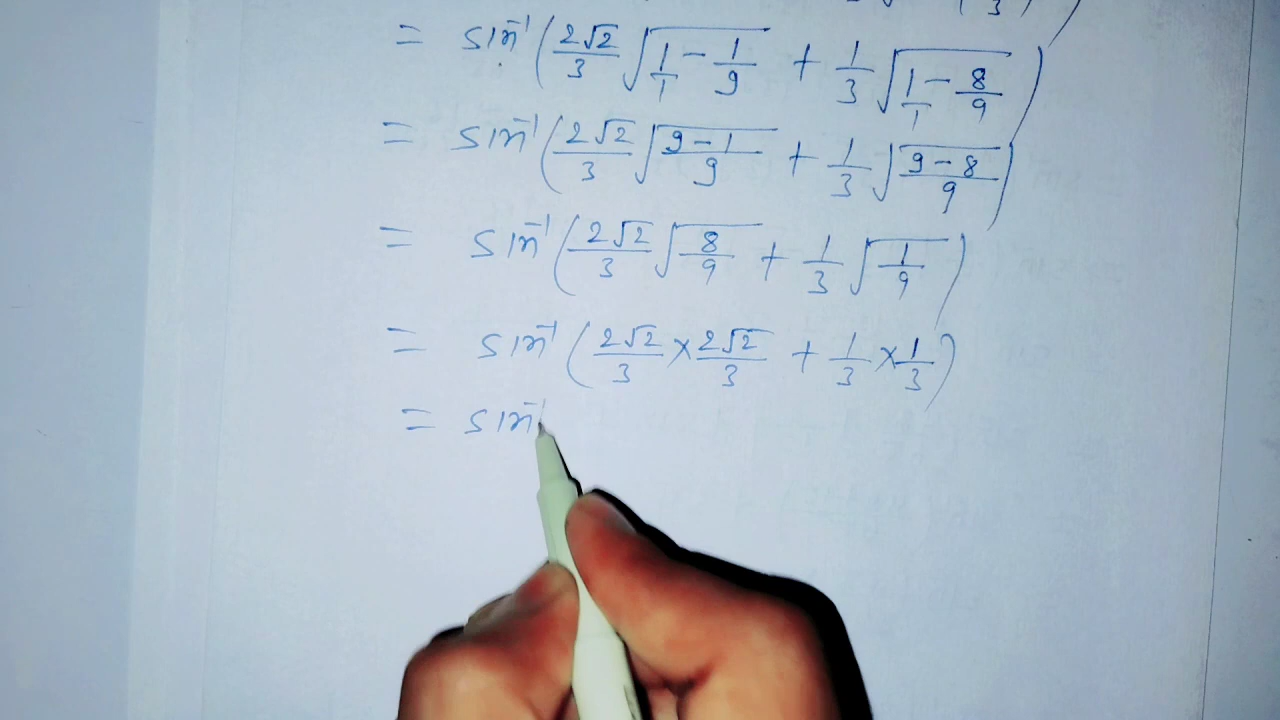 3 )
= sin⁻¹ ( 2√2/3 √(1/1 − 1/9) + 1/3 √(1/1 − 8/9) )
= sin⁻¹ ( 2√2/3 √((9−1)/9) + 1/3 √((9−8)/9) )
= sin⁻¹ ( 2√2/3 √(8/9) + 1/3 √(1/9) )
= sin⁻¹ ( 2√2/3 × 2√2/3 + 1/3 × 1/3 )
= sin⁻¹